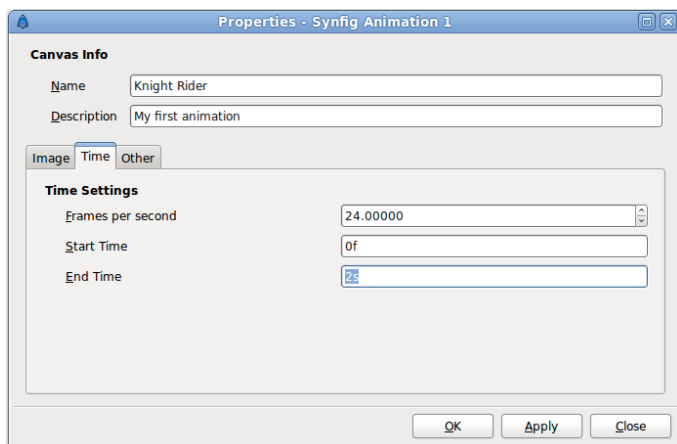 Properties - Synfig Animation 1
Canvas Info
Name Knight Rider
Description My first animation
Image Time Other
Time Settings
Frames per second 24.00000
Start Time 0f
End Time 2s
OK Apply Close